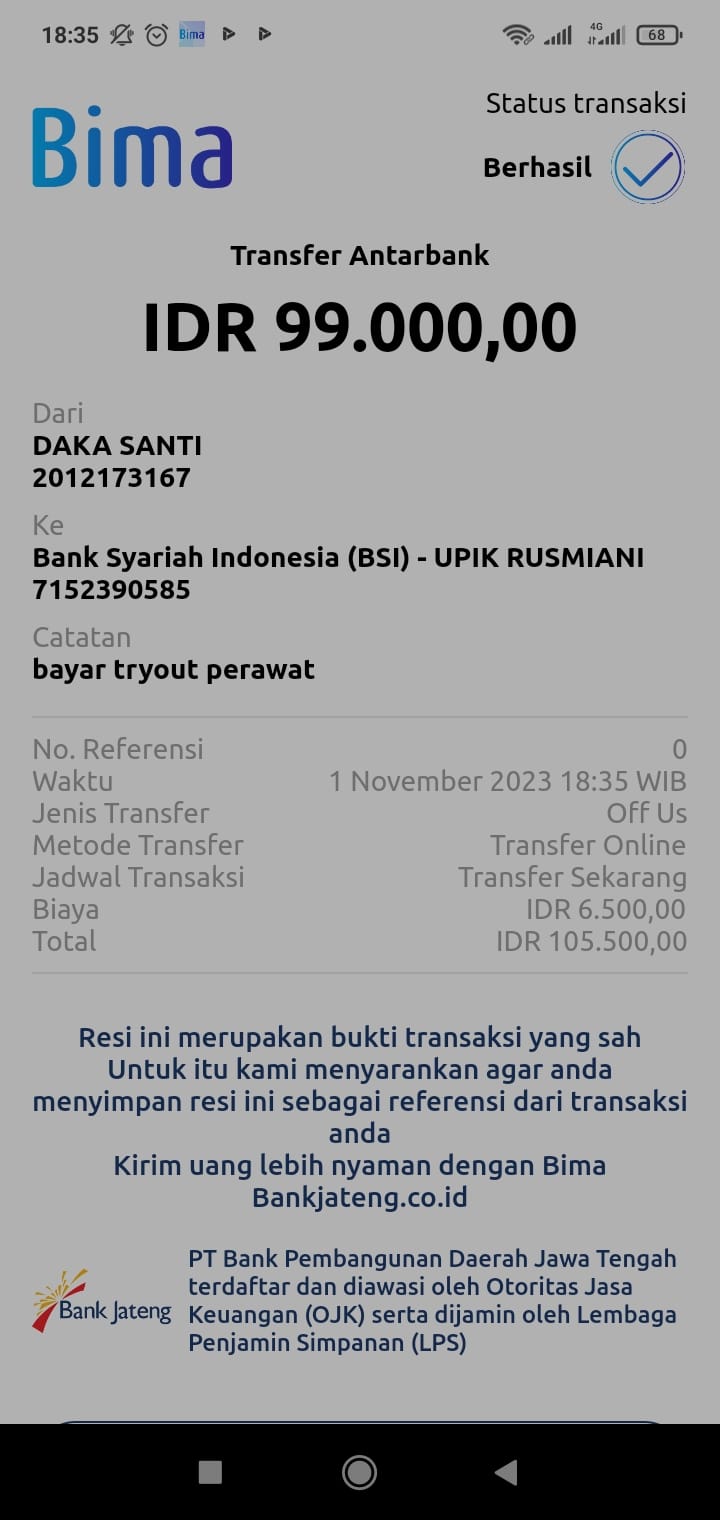 18:35 Bima 4G 68
Status transaksi
Bima
Berhasil
Transfer Antarbank
IDR 99.000,00
Dari
DAKA SANTI
2012173167
Ke
Bank Syariah Indonesia (BSI) - UPIK RUSMIANI
7152390585
Catatan
bayar tryout perawat
No. Referensi 0
Waktu 1 November 2023 18:35 WIB
Jenis Transfer Off Us
Metode Transfer Transfer Online
Jadwal Transaksi Transfer Sekarang
Biaya IDR 6.500,00
Total IDR 105.500,00
Resi ini merupakan bukti transaksi yang sah
Untuk itu kami menyarankan agar anda
menyimpan resi ini sebagai referensi dari transaksi
anda
Kirim uang lebih nyaman dengan Bima
Bankjateng.co.id
Bank Jateng
PT Bank Pembangunan Daerah Jawa Tengah
terdaftar dan diawasi oleh Otoritas Jasa
Keuangan (OJK) serta dijamin oleh Lembaga
Penjamin Simpanan (LPS)